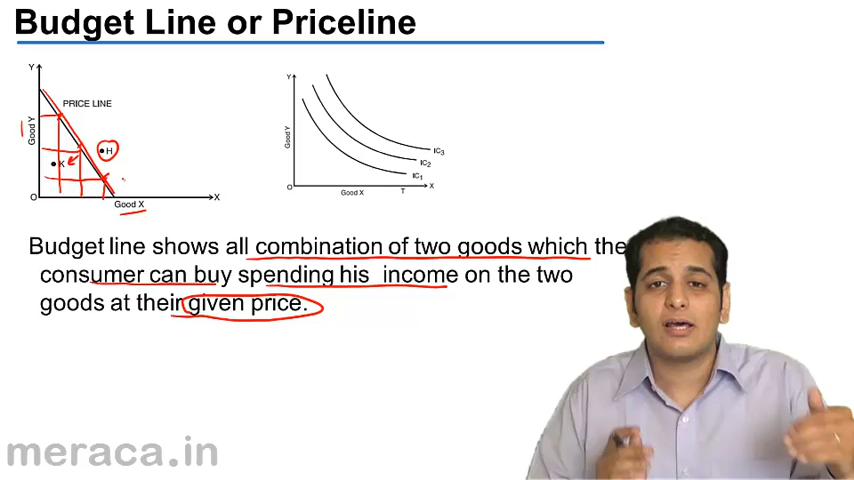 Budget Line or Priceline
Y
PRICE LINE
Good Y
H
K
O
Good X
X
Y
Good Y
IC3
IC2
IC1
O
Good X
T
X
Budget line shows all combination of two goods which the
consumer can buy spending his income on the two
goods at their given price.
meraca.in